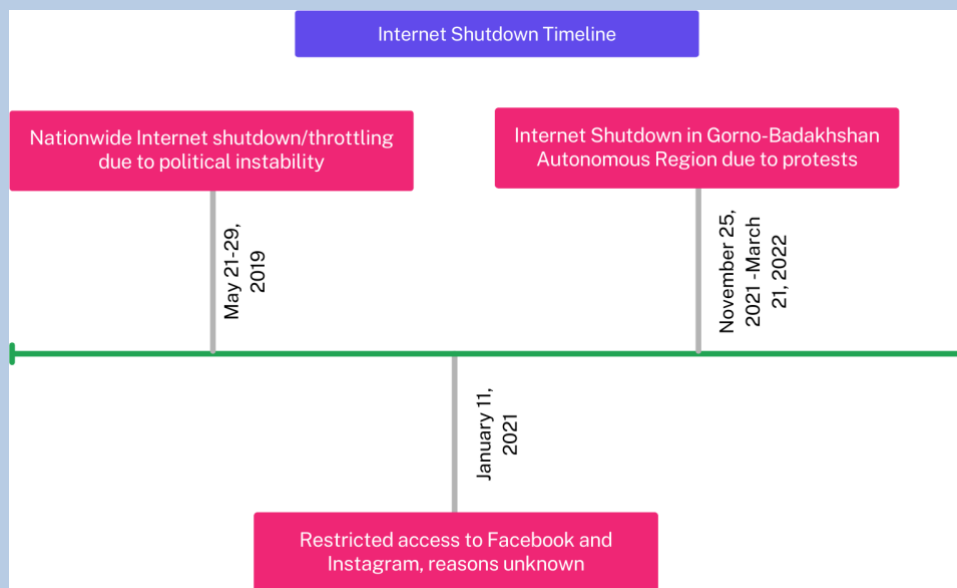 Internet Shutdown Timeline
Nationwide Internet shutdown/throttling
due to political instability
May 21-29,
2019
Internet Shutdown in Gorno-Badakhshan
Autonomous Region due to protests
November 25,
2021 -March
21, 2022
January 11,
2021
Restricted access to Facebook and
Instagram, reasons unknown